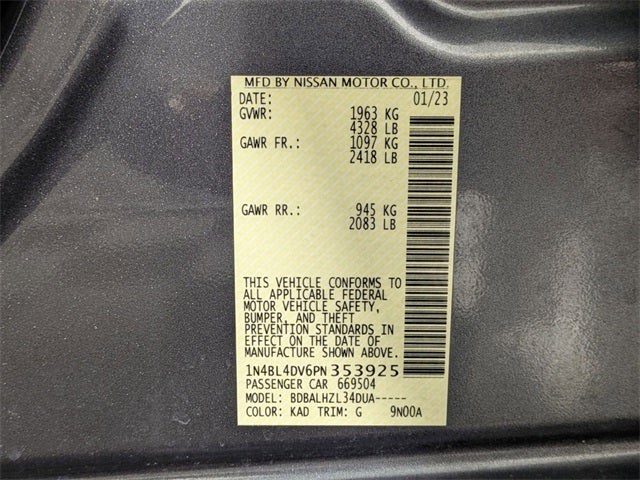 MFD BY NISSAN MOTOR CO., LTD.
DATE: 01/23
GVWR: 1963 KG
4328 LB
GAWR FR.: 1097 KG
2418 LB
GAWR RR.: 945 KG
2083 LB
THIS VEHICLE CONFORMS TO
ALL APPLICABLE FEDERAL
MOTOR VEHICLE SAFETY,
BUMPER, AND THEFT
PREVENTION STANDARDS IN
EFFECT ON THE DATE OF
MANUFACTURE SHOWN ABOVE.
1N4BL4DV6PN353925
PASSENGER CAR 669504
MODEL: BDBALHZL34DUA-----
COLOR: KAD TRIM: G 9N00A